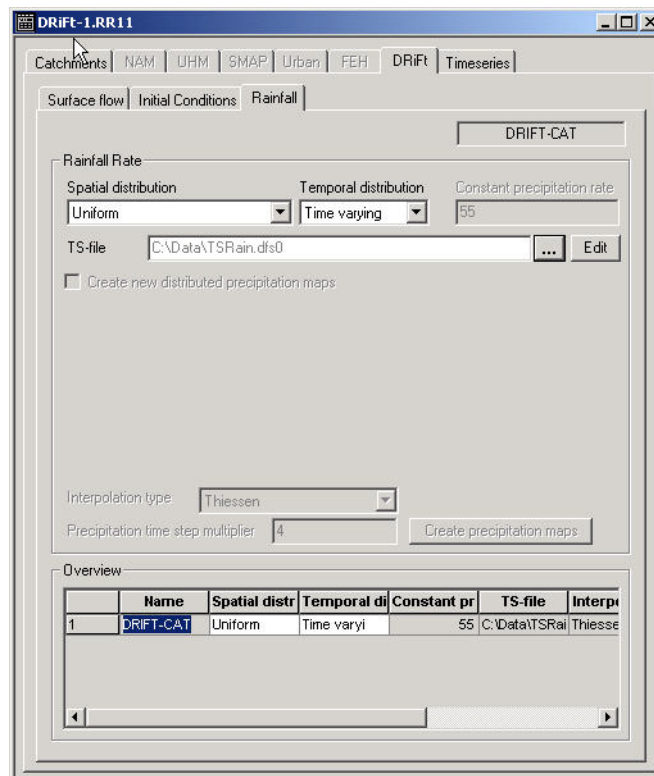 DRiFt-1.RR11
Catchments NAM UHM SMAP Urban FEH DRiFt Timeseries
Surface flow Initial Conditions Rainfall
DRIFT-CAT
Rainfall Rate
Spatial distribution Temporal distribution Constant precipitation rate
Uniform Time varying 55
TS-file C:\Data\TSRain.dfs0 ... Edit
Create new distributed precipitation maps
Interpolation type Thiessen
Precipitation time step multiplier 4 Create precipitation maps
Overview
Name Spatial distr Temporal di Constant pr TS-file Interpo
1 DRIFT-CAT Uniform Time varyi 55 C:\Data\TSRai Thiesse